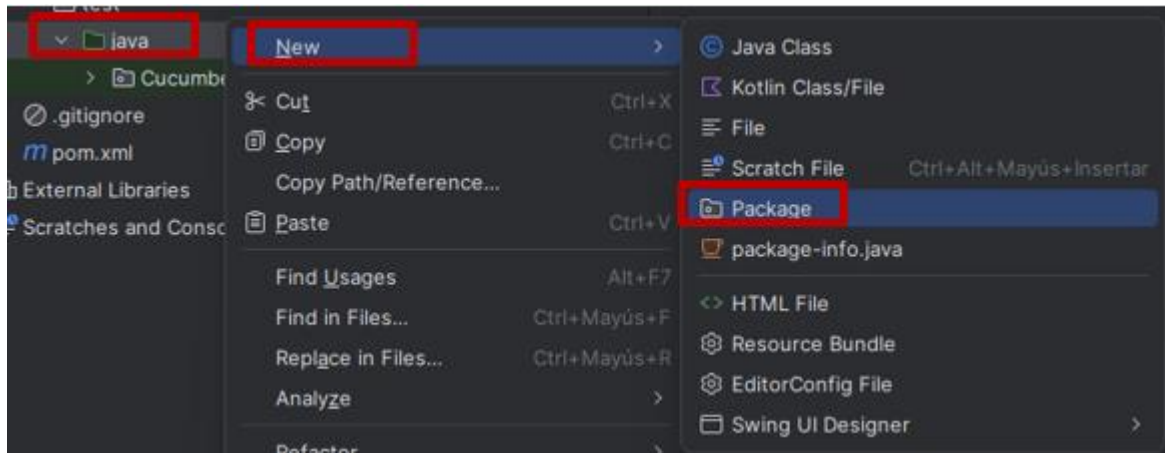 test
java
Cucumbe
.gitignore
pom.xml
External Libraries
Scratches and Consc
New
Cut Ctrl+X
Copy Ctrl+C
Copy Path/Reference...
Paste Ctrl+V
Find Usages Alt+F7
Find in Files... Ctrl+Mayús+F
Replace in Files... Ctrl+Mayús+R
Analyze
Refactor
Java Class
Kotlin Class/File
File
Scratch File Ctrl+Alt+Mayús+Insertar
Package
package-info.java
HTML File
Resource Bundle
EditorConfig File
Swing UI Designer